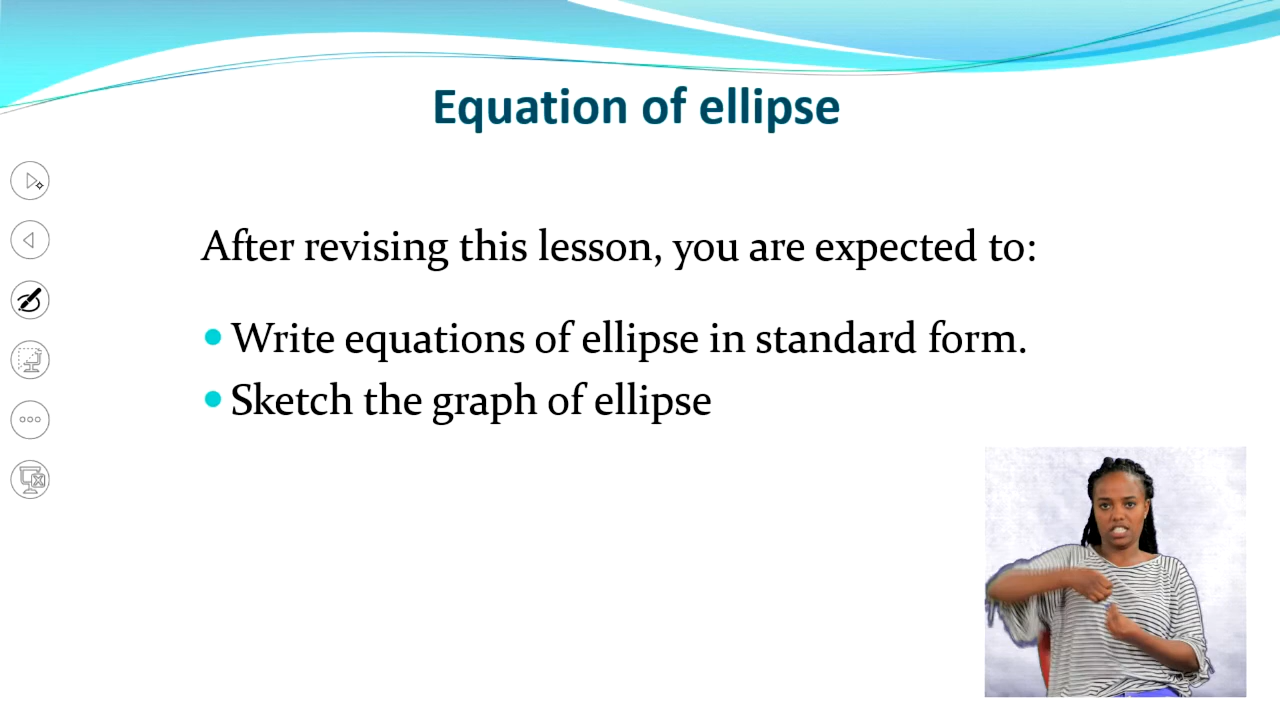 Equation of ellipse
After revising this lesson, you are expected to:
Write equations of ellipse in standard form.
Sketch the graph of ellipse